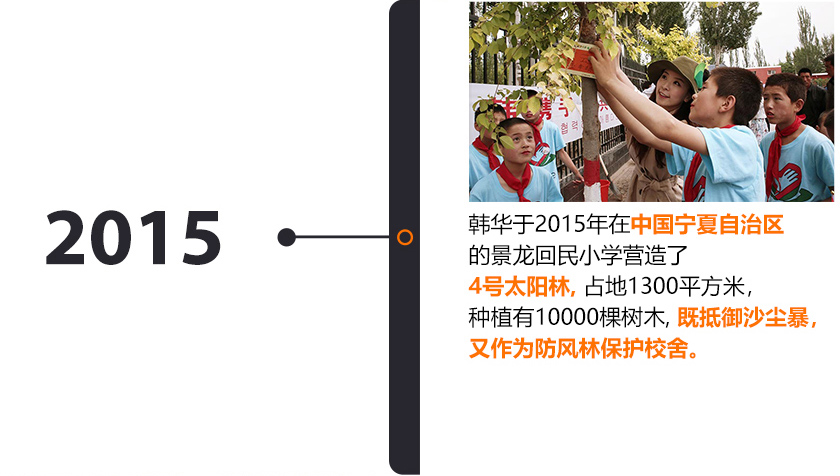 2015
携手
韩华于2015年在中国宁夏自治区
的景龙回民小学营造了
4号太阳林, 占地1300平方米，
种植有10000棵树木, 既抵御沙尘暴，
又作为防风林保护校舍。